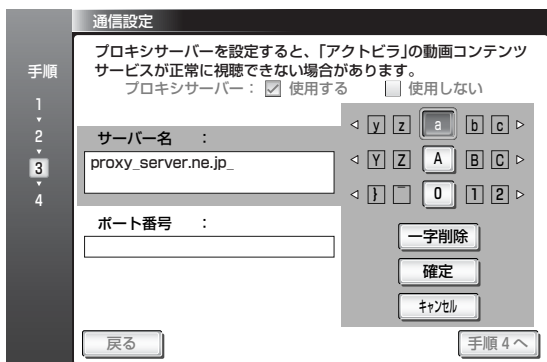 通信設定
プロキシサーバーを設定すると、「アクトビラ」の動画コンテンツ
サービスが正常に視聴できない場合があります。
プロキシサーバー： 使用する 使用しない
手順
1
2
3
4
サーバー名 ：
proxy_server.ne.jp_
y z a b c
Y Z A B C
} ‾ 0 1 2
ポート番号 ：
一字削除
確定
ｷｬﾝｾﾙ
戻る
手順4へ